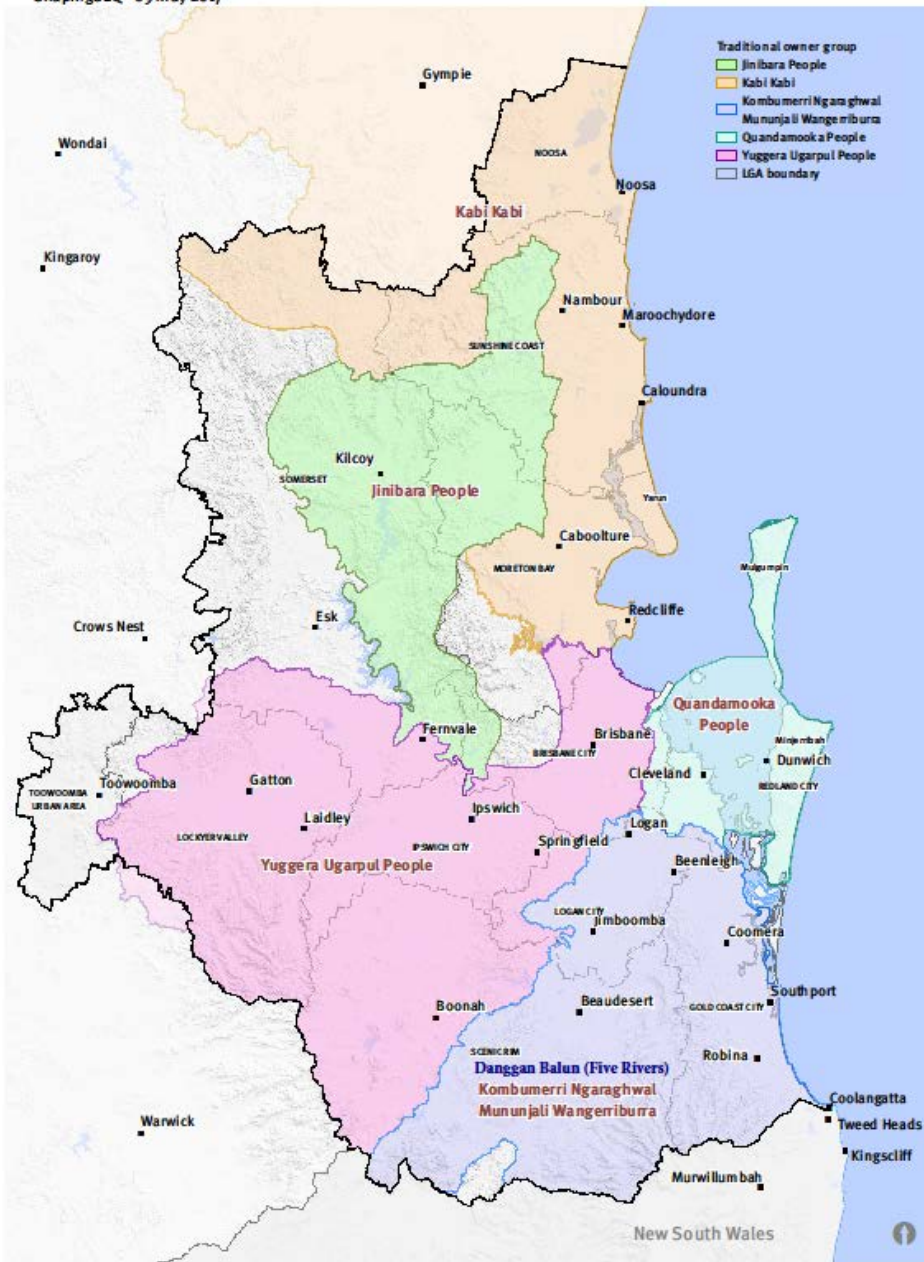 Traditional owner group
Jinibara People
Kabi Kabi
Kombumerri Ngaraghwal
Mununjali Wangerriburra
Quandamooka People
Yuggera Ugarpul People
LGA boundary
Gympie
Wondai
NOOSA
Noosa
Kabi Kabi
Kingaroy
Nambour
Maroochydore
SUNSHINE COAST
Caloundra
Kilcoy
SOMERSET
Jinibara People
Yarun
Caboolture
MORETON BAY
Mulgumpin
Redcliffe
Esk
Crows Nest
Quandamooka
People
Fernvale
Brisbane
BRISBANE CITY
Minjerribah
Dunwich
Cleveland
REDLAND CITY
Toowoomba
TOOWOOMBA
URBAN AREA
Gatton
Laidley
LOCKYER VALLEY
Ipswich
IPSWICH CITY
Springfield
Logan
Yuggera Ugarpul People
Beenleigh
LOGAN CITY
Jimboomba
Coomera
Southport
Boonah
Beaudesert
GOLD COAST CITY
Robina
SCENIC RIM
Danggan Balun (Five Rivers)
Kombumerri Ngaraghwal
Mununjali Wangerriburra
Coolangatta
Tweed Heads
Warwick
Kingscliff
Murwillumbah
New South Wales